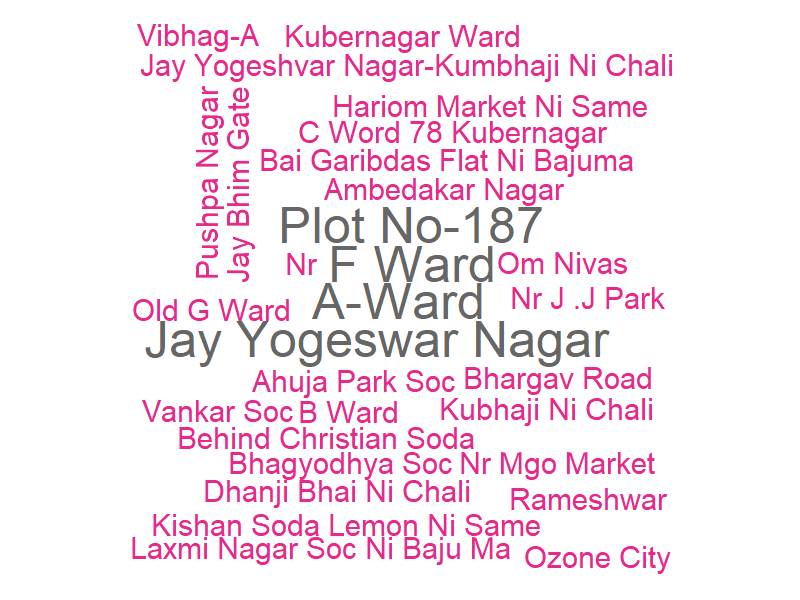 Vibhag-A
Kubernagar Ward
Jay Yogeshvar Nagar-Kumbhaji Ni Chali
Pushpa Nagar
Jay Bhim Gate
Hariom Market Ni Same
C Word 78 Kubernagar
Bai Garibdas Flat Ni Bajuma
Ambedakar Nagar
Plot No-187
Nr
F Ward
Om Nivas
Old G Ward
A-Ward
Nr J .J Park
Jay Yogeswar Nagar
Ahuja Park Soc
Bhargav Road
Vankar Soc
B Ward
Kubhaji Ni Chali
Behind Christian Soda
Bhagyodhya Soc
Nr Mgo Market
Dhanji Bhai Ni Chali
Rameshwar
Kishan Soda Lemon Ni Same
Laxmi Nagar Soc Ni Baju Ma
Ozone City